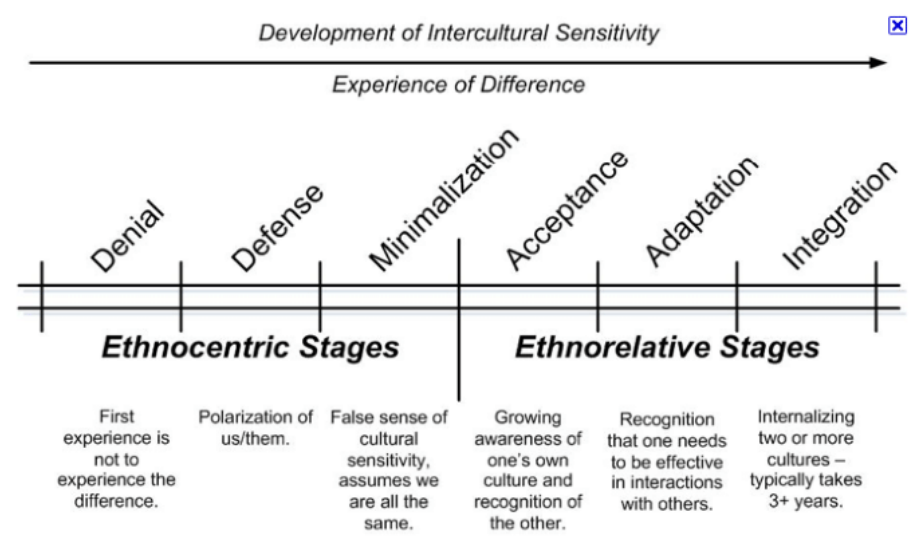 Development of Intercultural Sensitivity
Experience of Difference
Denial
Defense
Minimalization
Acceptance
Adaptation
Integration
Ethnocentric Stages
Ethnorelative Stages
First
experience is
not to
experience the
difference.
Polarization of
us/them.
False sense of
cultural
sensitivity,
assumes we
are all the
same.
Growing
awareness of
one's own
culture and
recognition of
the other.
Recognition
that one needs
to be effective
in interactions
with others.
Internalizing
two or more
cultures –
typically takes
3+ years.